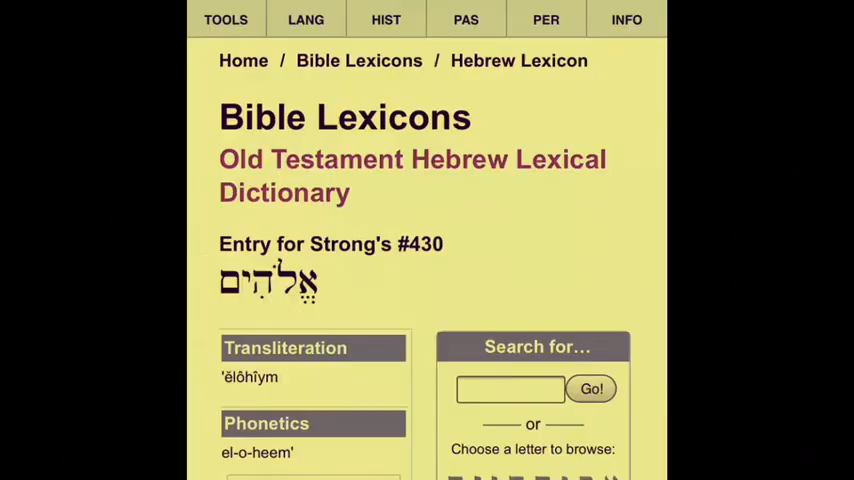 TOOLS LANG HIST PAS PER INFO
Home / Bible Lexicons / Hebrew Lexicon
Bible Lexicons
Old Testament Hebrew Lexical
Dictionary
Entry for Strong's #430
אֱלֹהִים
Transliteration
'ĕlôhîym
Phonetics
el-o-heem'
Search for…
Go!
or
Choose a letter to browse: